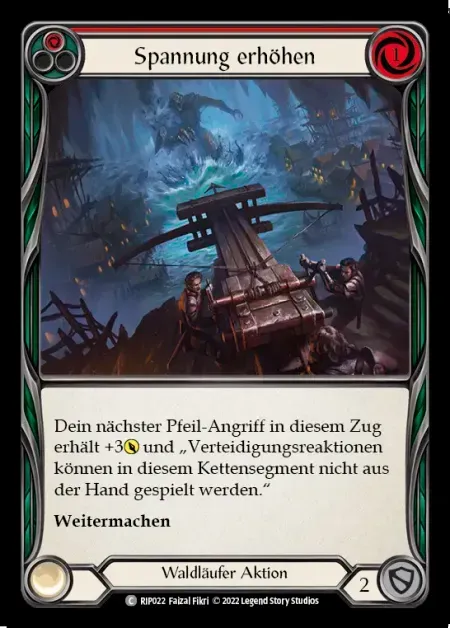 Spannung erhöhen
1
Dein nächster Pfeil-Angriff in diesem Zug
erhält +3 und „Verteidigungsreaktionen
können in diesem Kettensegment nicht aus
der Hand gespielt werden.“
Weitermachen
Waldläufer Aktion
2
C RIP022 Faizal Fikri © 2022 Legend Story Studios